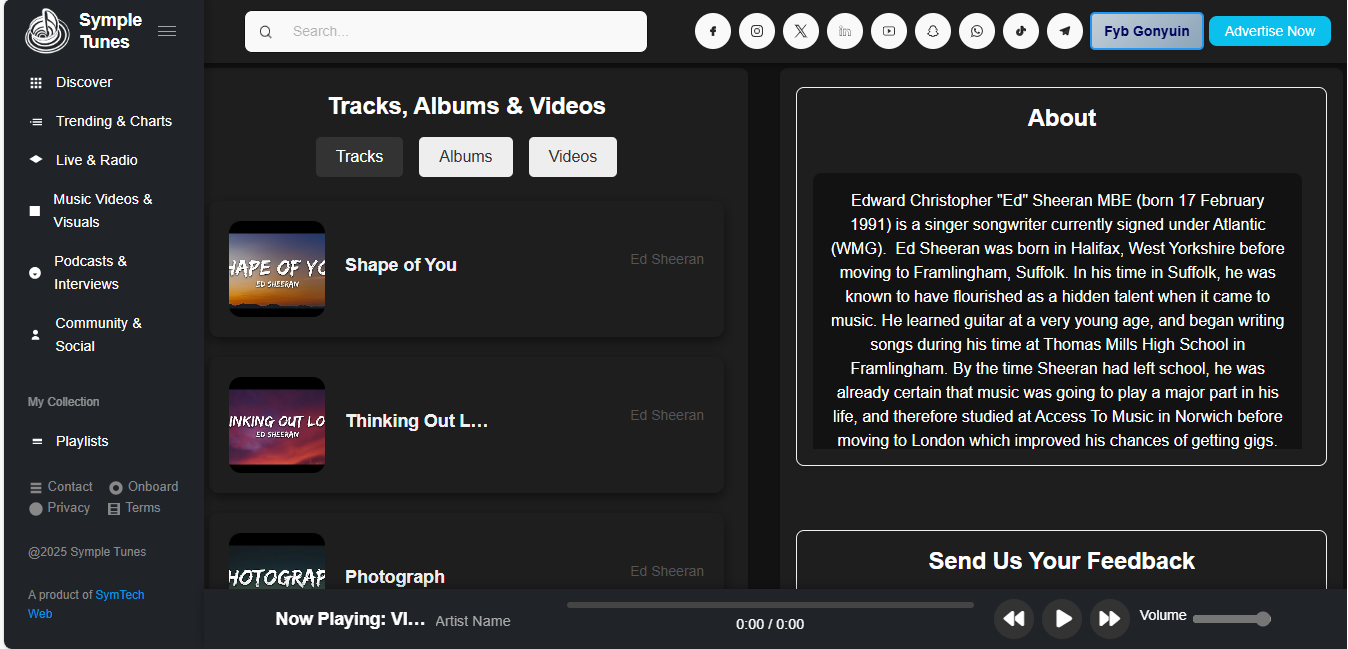 Symple
Tunes
Search...
Fyb Gonyuin
Advertise Now
Discover
Trending & Charts
Live & Radio
Music Videos &
Visuals
Podcasts &
Interviews
Community &
Social
My Collection
Playlists
Contact
Onboard
Privacy
Terms
@2025 Symple Tunes
A product of SymTech
Web
Tracks, Albums & Videos
Tracks
Albums
Videos
HAPE OF YO
ED SHEERAN
Shape of You
Ed Sheeran
INKING OUT LO
ED SHEERAN
Thinking Out L...
Ed Sheeran
HOTOGRAP
Photograph
Ed Sheeran
About
Edward Christopher "Ed" Sheeran MBE (born 17 February
1991) is a singer songwriter currently signed under Atlantic
(WMG).  Ed Sheeran was born in Halifax, West Yorkshire before
moving to Framlingham, Suffolk. In his time in Suffolk, he was
known to have flourished as a hidden talent when it came to
music. He learned guitar at a very young age, and began writing
songs during his time at Thomas Mills High School in
Framlingham. By the time Sheeran had left school, he was
already certain that music was going to play a major part in his
life, and therefore studied at Access To Music in Norwich before
moving to London which improved his chances of getting gigs.
Send Us Your Feedback
Now Playing: VI...
Artist Name
0:00 / 0:00
Volume